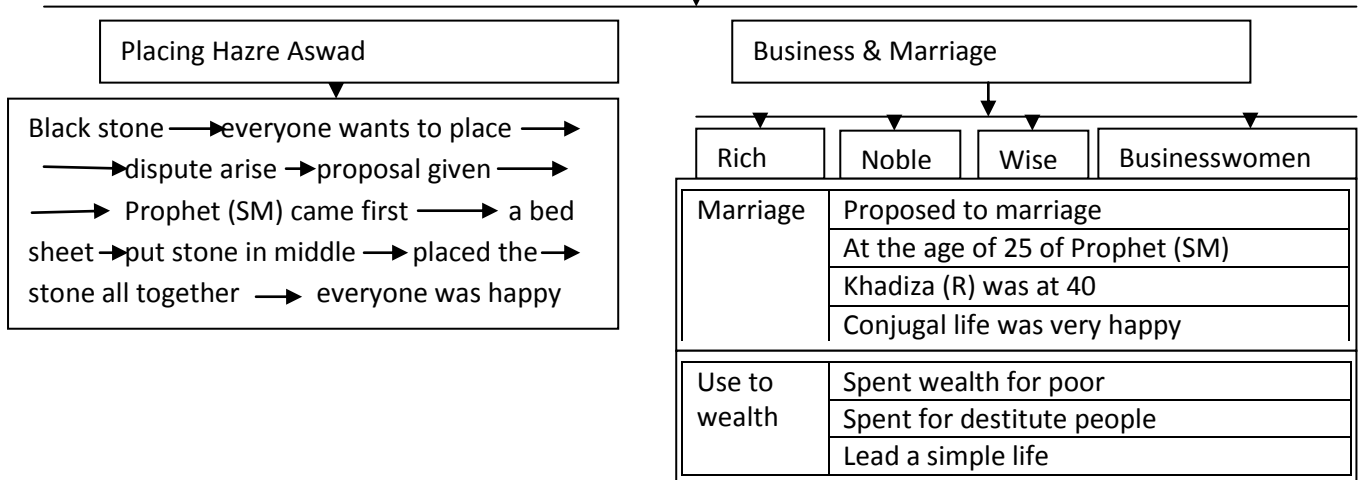 Placing Hazre Aswad
Black stone everyone wants to place
dispute arise proposal given
Prophet (SM) came first a bed
sheet put stone in middle placed the
stone all together everyone was happy
Business & Marriage
Rich Noble Wise Businesswomen
Marriage Proposed to marriage
At the age of 25 of Prophet (SM)
Khadiza (R) was at 40
Conjugal life was very happy
Use to Spent wealth for poor
wealth Spent for destitute people
Lead a simple life